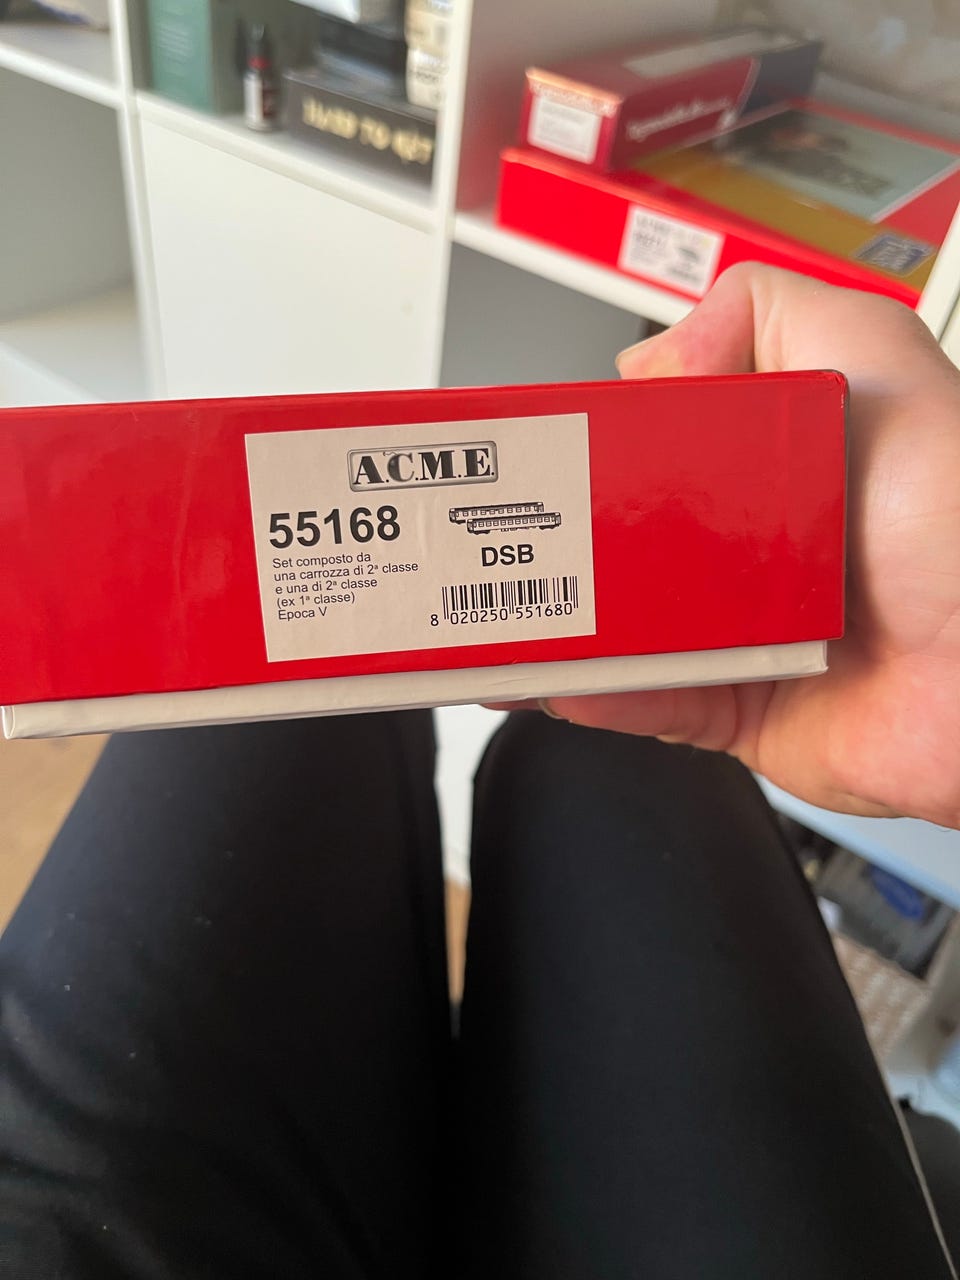 A.C.M.E.
55168
Set composto da
una carrozza di 2ª classe
e una di 2ª classe
(ex 1ª classe)
Epoca V
DSB
8 020250 551680